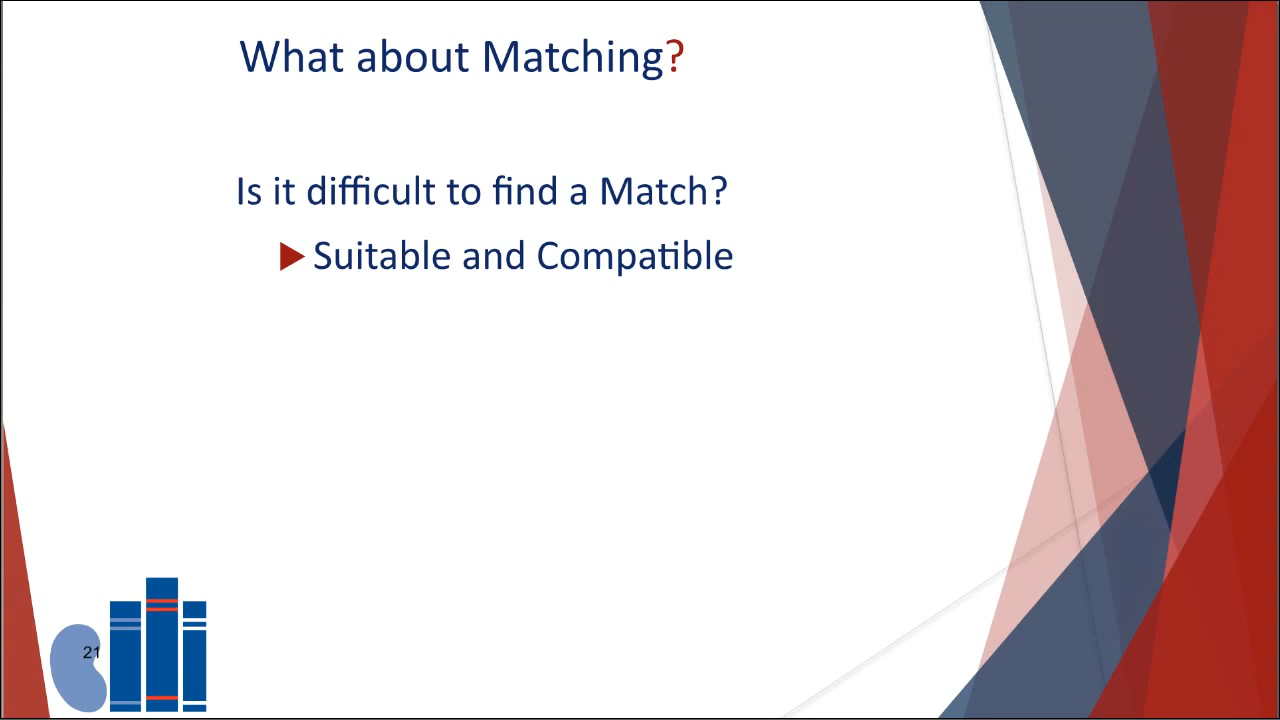 What about Matching?
Is it difficult to find a Match?
Suitable and Compatible
21